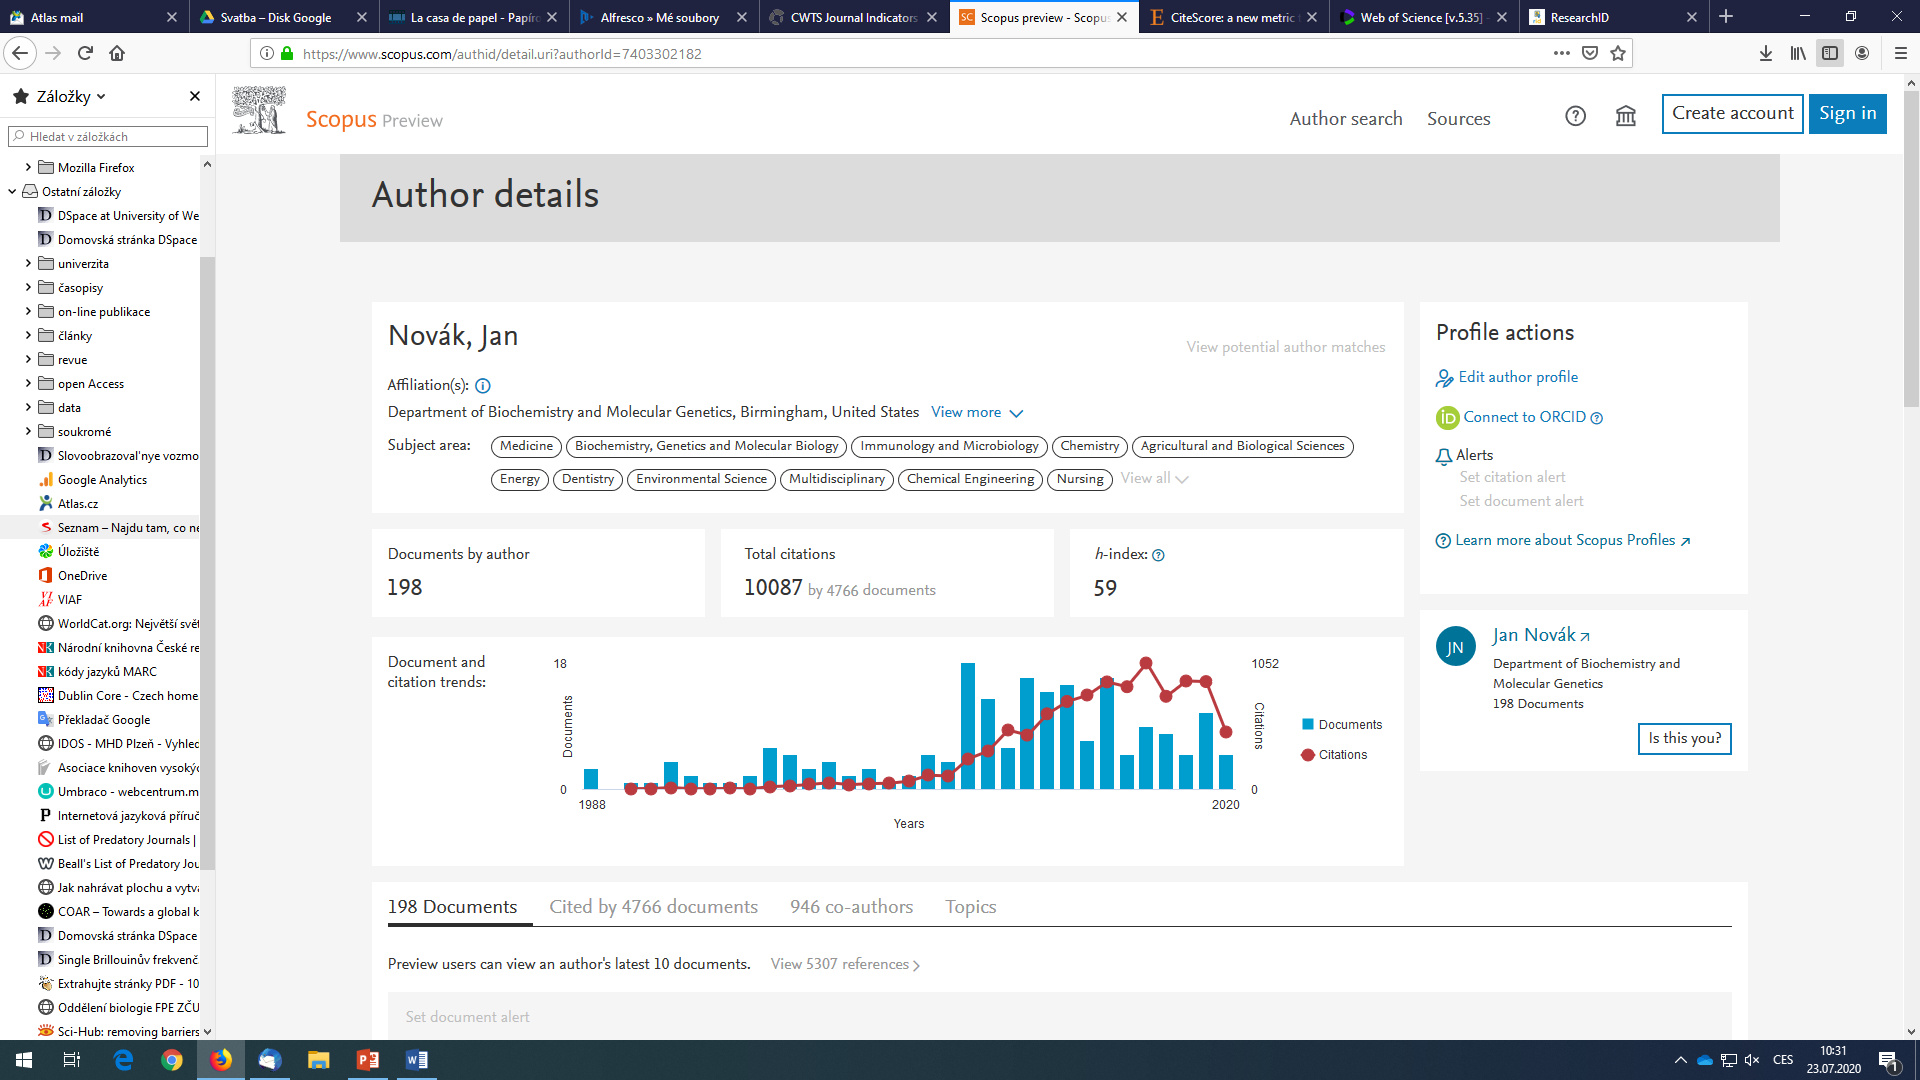 Atlas mail
Svatba – Disk Google
La casa de papel - Papíro
Alfresco » Mé soubory
CWTS Journal Indicators
Scopus preview - Scopus
CiteScore: a new metric f
Web of Science [v.5.35] -
ResearchID
https://www.scopus.com/authid/detail.uri?authorId=7403302182
Záložky
Hledat v záložkách
Mozilla Firefox
Ostatní záložky
DSpace at University of We
Domovská stránka DSpace
univerzita
časopisy
on-line publikace
články
revue
open Access
data
soukromé
Slovoobrazoval'nye vozmo
Google Analytics
Atlas.cz
Seznam – Najdu tam, co ne
Úložiště
OneDrive
VIAF
WorldCat.org: Největší svět
Národní knihovna České re
kódy jazyků MARC
Dublin Core - Czech home
Překladač Google
IDOS - MHD Plzeň - Vyhled
Asociace knihoven vysokýc
Umbraco - webcentrum.m
Internetová jazyková příruč
List of Predatory Journals |
Beall's List of Predatory Jou
Jak nahrávat plochu a vytvá
COAR – Towards a global k
Domovská stránka DSpace
Single Brillouinův frekvenč
Extrahujte stránky PDF - 10
Oddělení biologie FPE ZČU
Sci-Hub: removing barriers
Scopus Preview
Author search
Sources
Create account
Sign in
Author details
Novák, Jan
View potential author matches
Affiliation(s):
Department of Biochemistry and Molecular Genetics, Birmingham, United States View more
Subject area: Medicine Biochemistry, Genetics and Molecular Biology Immunology and Microbiology Chemistry Agricultural and Biological Sciences
Energy Dentistry Environmental Science Multidisciplinary Chemical Engineering Nursing View all
Documents by author
198
Total citations
10087 by 4766 documents
h-index:
59
Document and
citation trends:
18
Documents
0
1988
Years
2020
1052
Citations
0
Documents
Citations
Profile actions
Edit author profile
iD Connect to ORCID
Alerts
Set citation alert
Set document alert
Learn more about Scopus Profiles
JN
Jan Novák
Department of Biochemistry and
Molecular Genetics
198 Documents
Is this you?
198 Documents Cited by 4766 documents 946 co-authors Topics
Preview users can view an author's latest 10 documents. View 5307 references
Set document alert
CES
10:31
23.07.2020
1